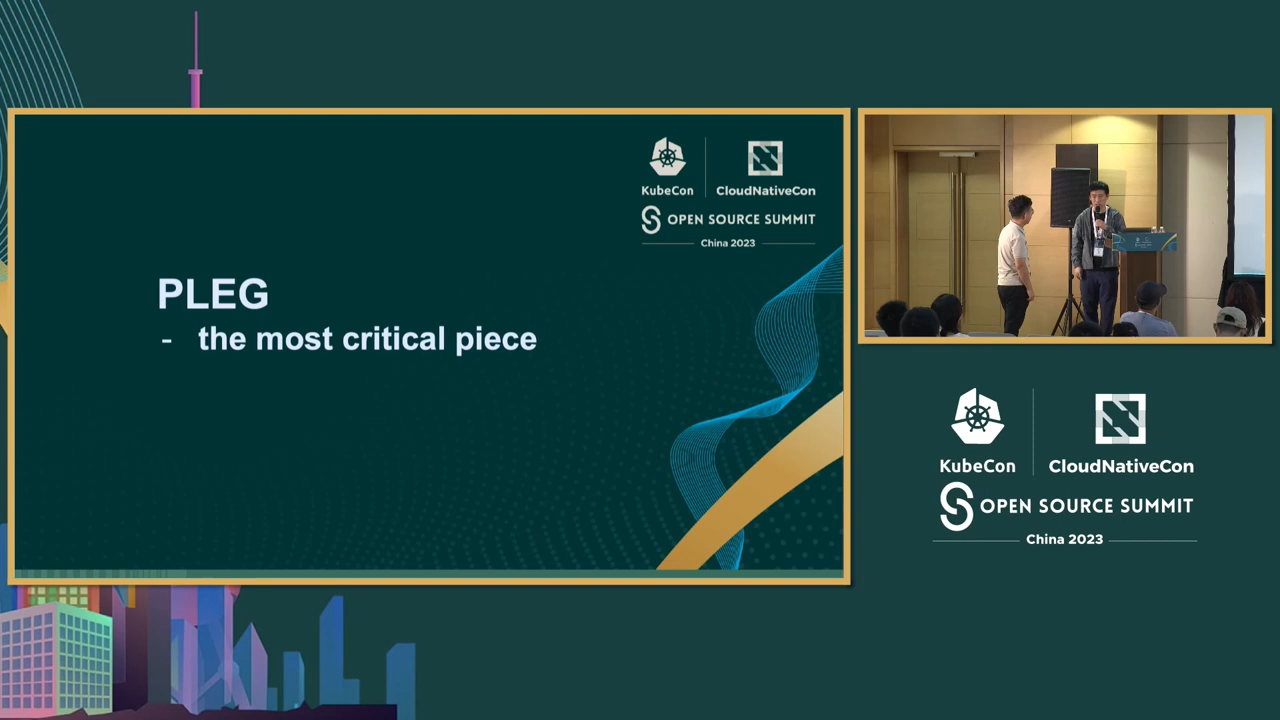 KubeCon
CloudNativeCon
OPEN SOURCE SUMMIT
China 2023
PLEG
- the most critical piece
KubeCon
CloudNativeCon
OPEN SOURCE SUMMIT
China 2023